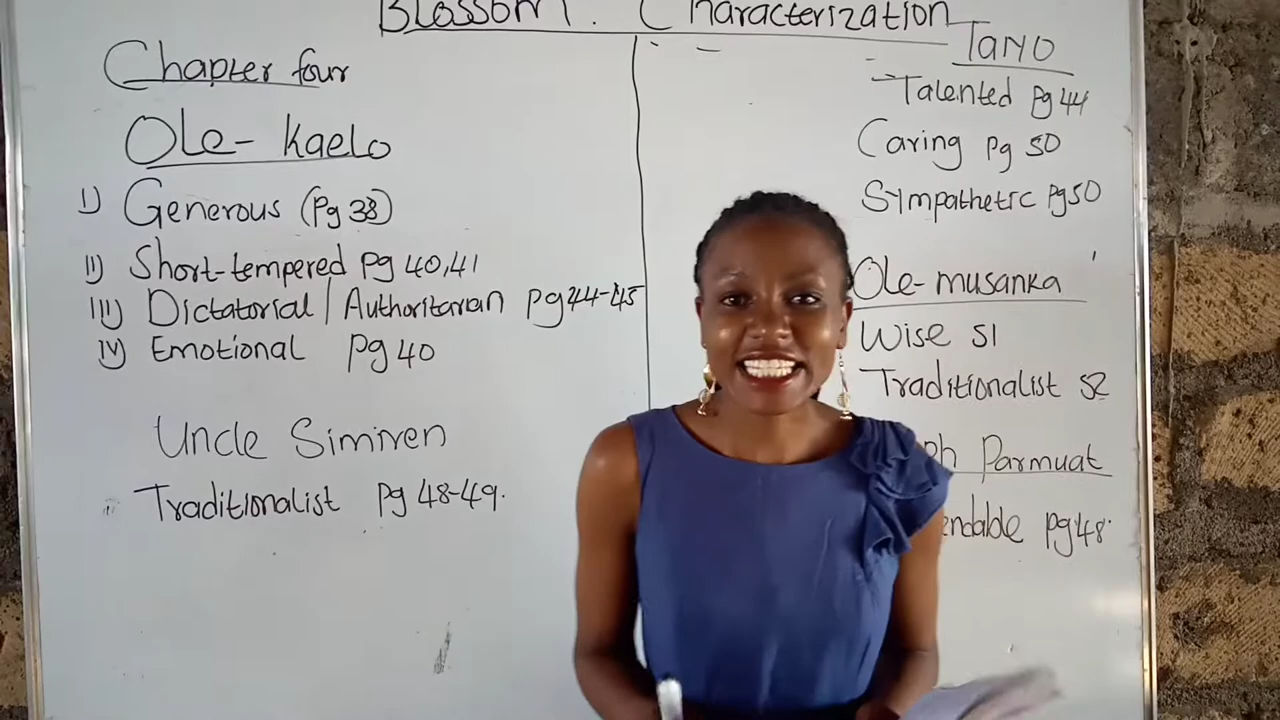 Blossom. Characterization
Chapter four
Ole- Kaelo
I) Generous (Pg 38)
II) Short-tempered Pg 40,41
III) Dictatorial / Authoritarian Pg 44-45
IV) Emotional Pg 40
Uncle Simiren
Traditionalist Pg 48-49.
Talented Pg 44
Caring Pg 50
Sympathetic Pg 50
Ole-musanka
Wise 51
Traditionalist 52
Parmuat
Pg 48